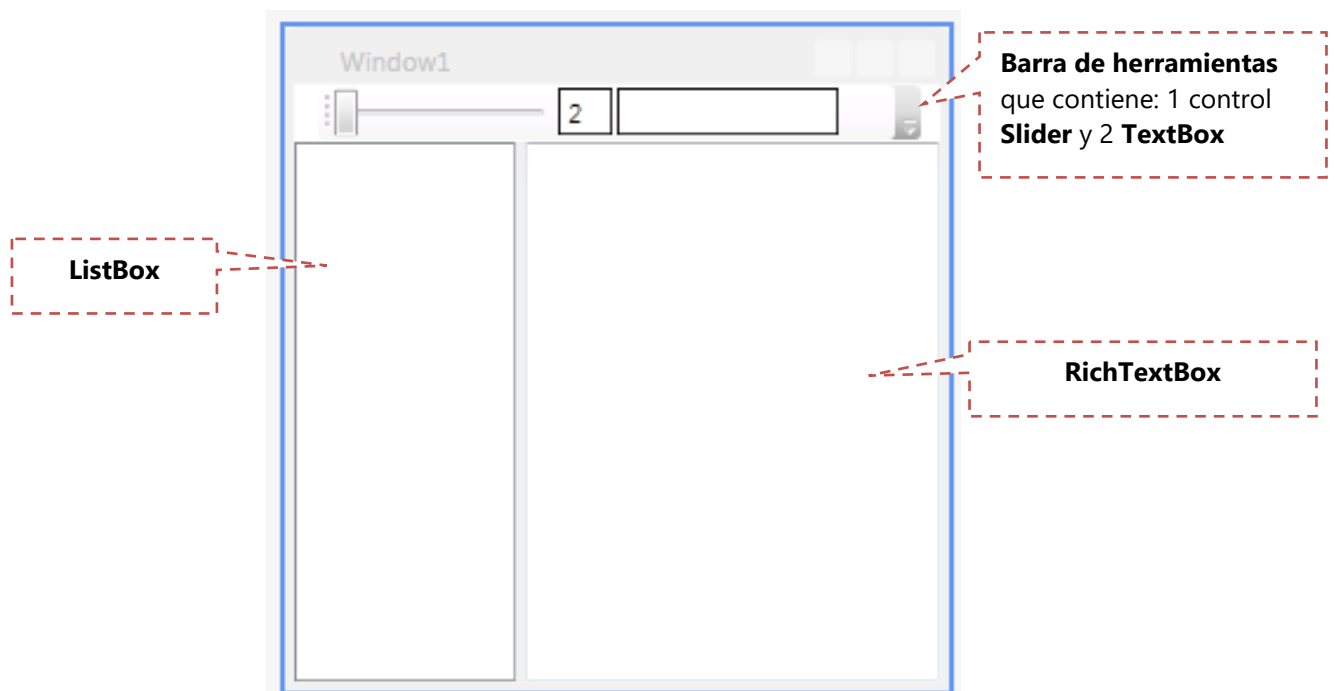 Window1
2
Barra de herramientas
que contiene: 1 control
Slider y 2 TextBox
ListBox
RichTextBox